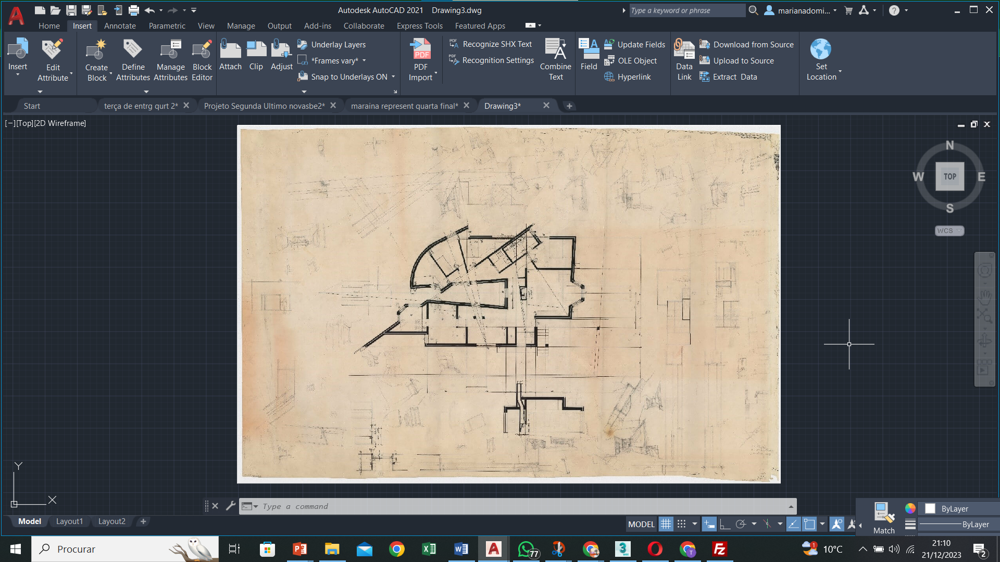 Autodesk AutoCAD 2021 Drawing3.dwg
Type a keyword or phrase
marianadomi...
Home Insert Annotate Parametric View Manage Output Add-ins Collaborate Express Tools Featured Apps
Insert
Edit
Attribute
Create
Block
Define
Attributes
Manage
Attributes
Block
Editor
Attach
Clip
Adjust
Underlay Layers
*Frames vary*
Snap to Underlays ON
PDF
PDF
Import
PDF
Recognize SHX Text
PDF
Recognition Settings
Combine
Text
Field
Update Fields
OLE Object
Hyperlink
Data
Link
Download from Source
Upload to Source
Extract Data
Set
Location
Start
terça de entrg qurt 2*
Projeto Segunda Ultimo novasbe2*
maraina represent quarta final*
Drawing3*
[−][Top][2D Wireframe]
N
W TOP E
S
WCS
Y
X
Type a command
Model Layout1 Layout2
MODEL
Match
ByLayer
ByLayer
Procurar
77
10°C
21:10
21/12/2023
2